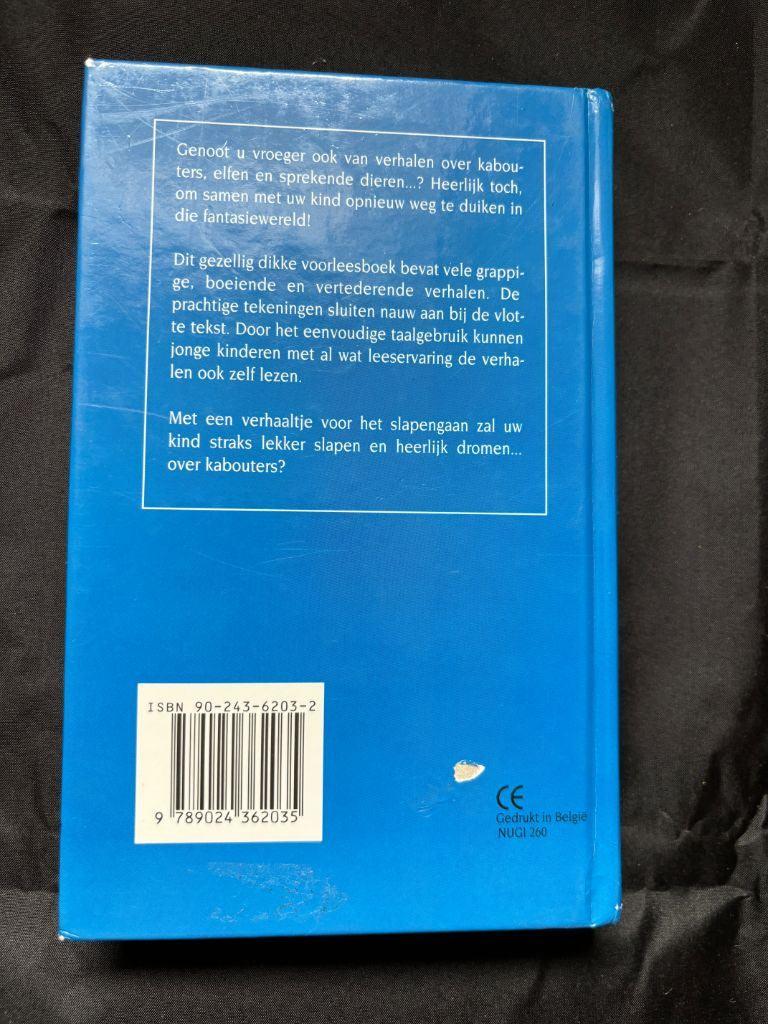 Genoot u vroeger ook van verhalen over kabou-
ters, elfen en sprekende dieren...? Heerlijk toch,
om samen met uw kind opnieuw weg te duiken in
die fantasiewereld!
Dit gezellig dikke voorleesboek bevat vele grappi-
ge, boeiende en vertederende verhalen. De
prachtige tekeningen sluiten nauw aan bij de vlot-
te tekst. Door het eenvoudige taalgebruik kunnen
jonge kinderen met al wat leeservaring de verha-
len ook zelf lezen.
Met een verhaaltje voor het slapengaan zal uw
kind straks lekker slapen en heerlijk dromen...
over kabouters?
ISBN 90-243-6203-2
9 789024 362035
CE
Gedrukt in België
NUGI 260